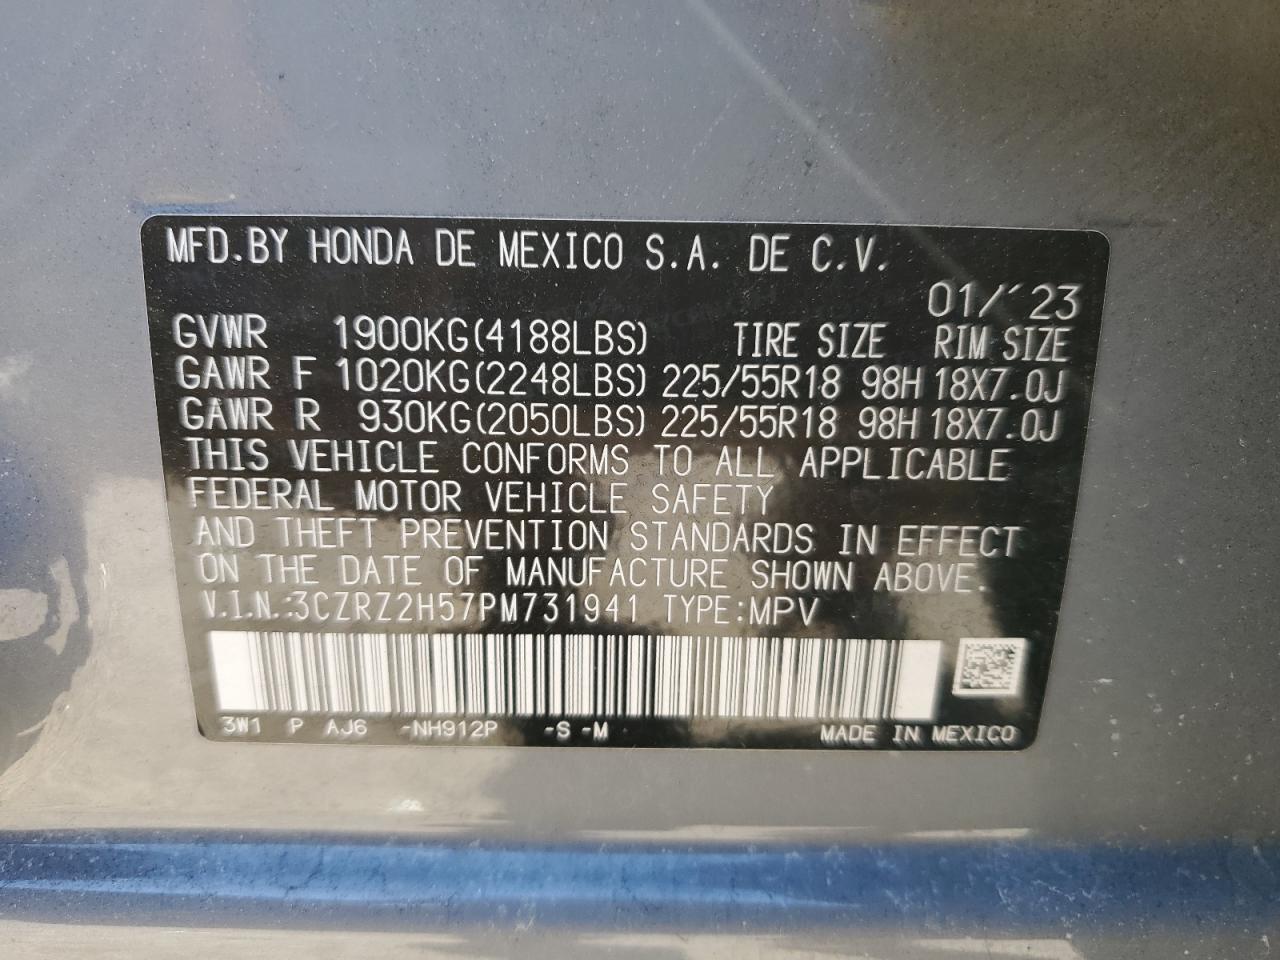 MFD.BY HONDA DE MEXICO S.A. DE C.V.
01/´23
GVWR 1900KG(4188LBS) TIRE SIZE RIM SIZE
GAWR F 1020KG(2248LBS) 225/55R18 98H 18X7.0J
GAWR R 930KG(2050LBS) 225/55R18 98H 18X7.0J
THIS VEHICLE CONFORMS TO ALL APPLICABLE
FEDERAL MOTOR VEHICLE SAFETY
AND THEFT PREVENTION STANDARDS IN EFFECT
ON THE DATE OF MANUFACTURE SHOWN ABOVE.
V.I.N.:3CZRZ2H57PM731941 TYPE:MPV
3W1 P AJ6 -NH912P -S -M MADE IN MEXICO